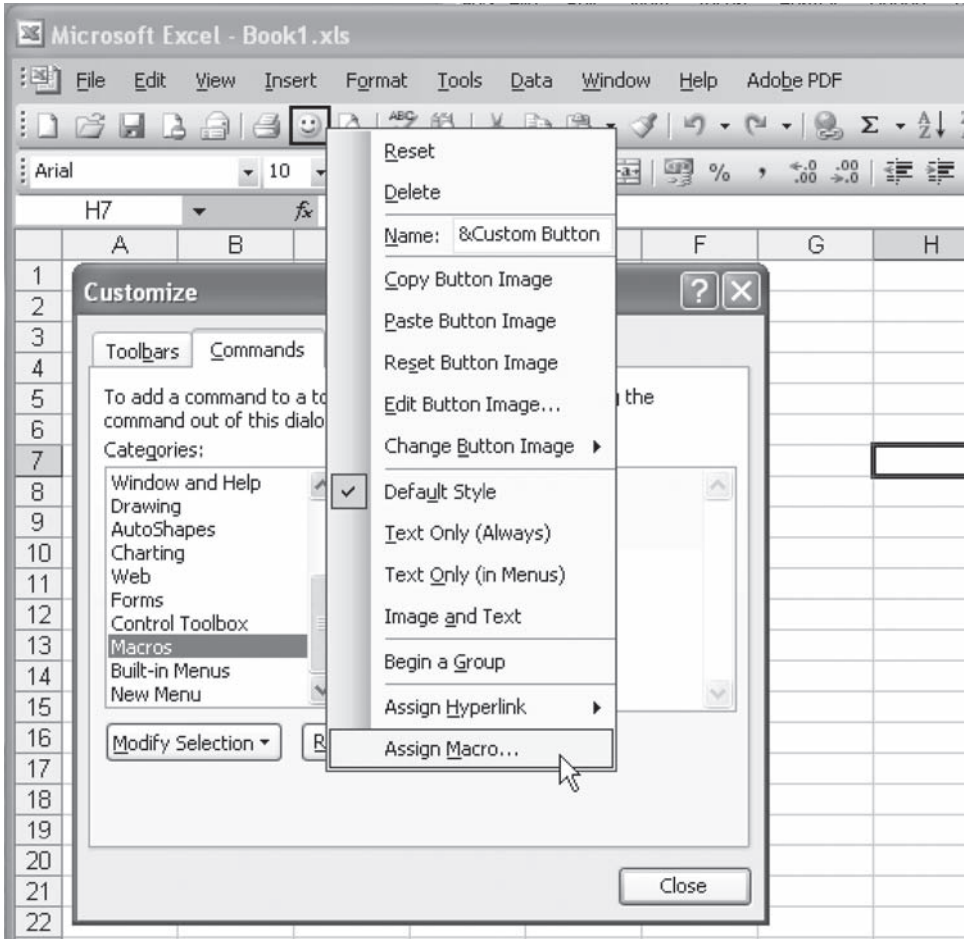 Microsoft Excel - Book1.xls
File Edit View Insert Format Tools Data Window Help Adobe PDF
ABC Σ A Z
Arial 10 a % , .0 .00 .00 .0
H7 fx
A B F G H
1
2
3
4
5
6
7
8
9
10
11
12
13
14
15
16
17
18
19
20
21
22
Customize
Toolbars Commands
To add a command to a to
the
command out of this dialo
Categories:
Window and Help
Drawing
AutoShapes
Charting
Web
Forms
Control Toolbox
Macros
Built-in Menus
New Menu
Modify Selection R
Close
Reset
Delete
Name: &Custom Button
Copy Button Image
Paste Button Image
Reset Button Image
Edit Button Image...
Change Button Image
Default Style
Text Only (Always)
Text Only (in Menus)
Image and Text
Begin a Group
Assign Hyperlink
Assign Macro...